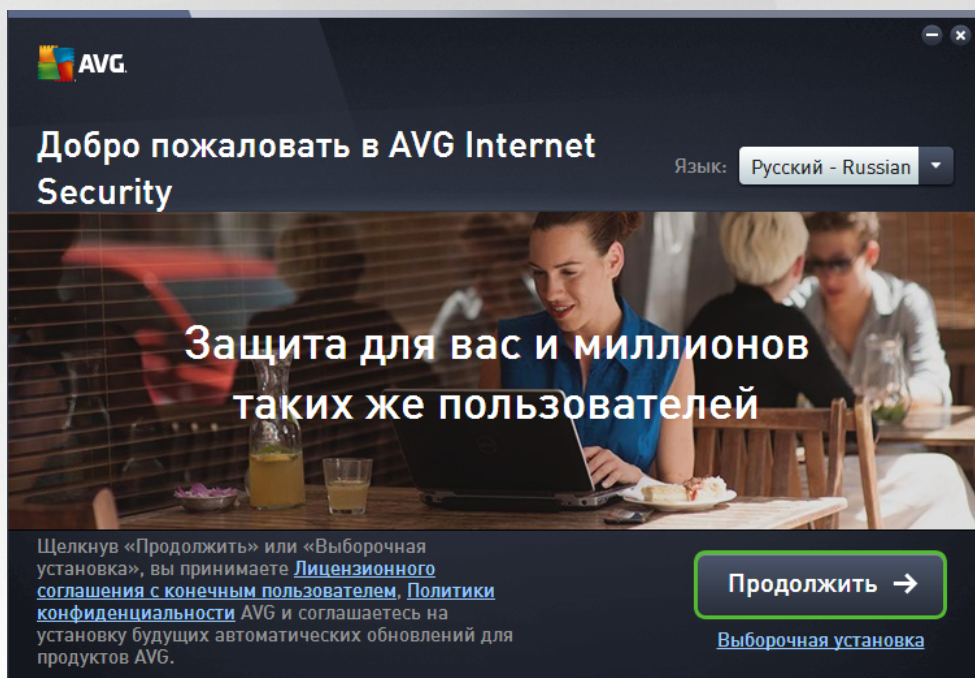 AVG
Добро пожаловать в AVG Internet
Security
Язык:
Русский - Russian
Защита для вас и миллионов
таких же пользователей
Щелкнув «Продолжить» или «Выборочная
установка», вы принимаете Лицензионного
соглашения с конечным пользователем, Политики
конфиденциальности AVG и соглашаетесь на
установку будущих автоматических обновлений для
продуктов AVG.
Продолжить →
Выборочная установка